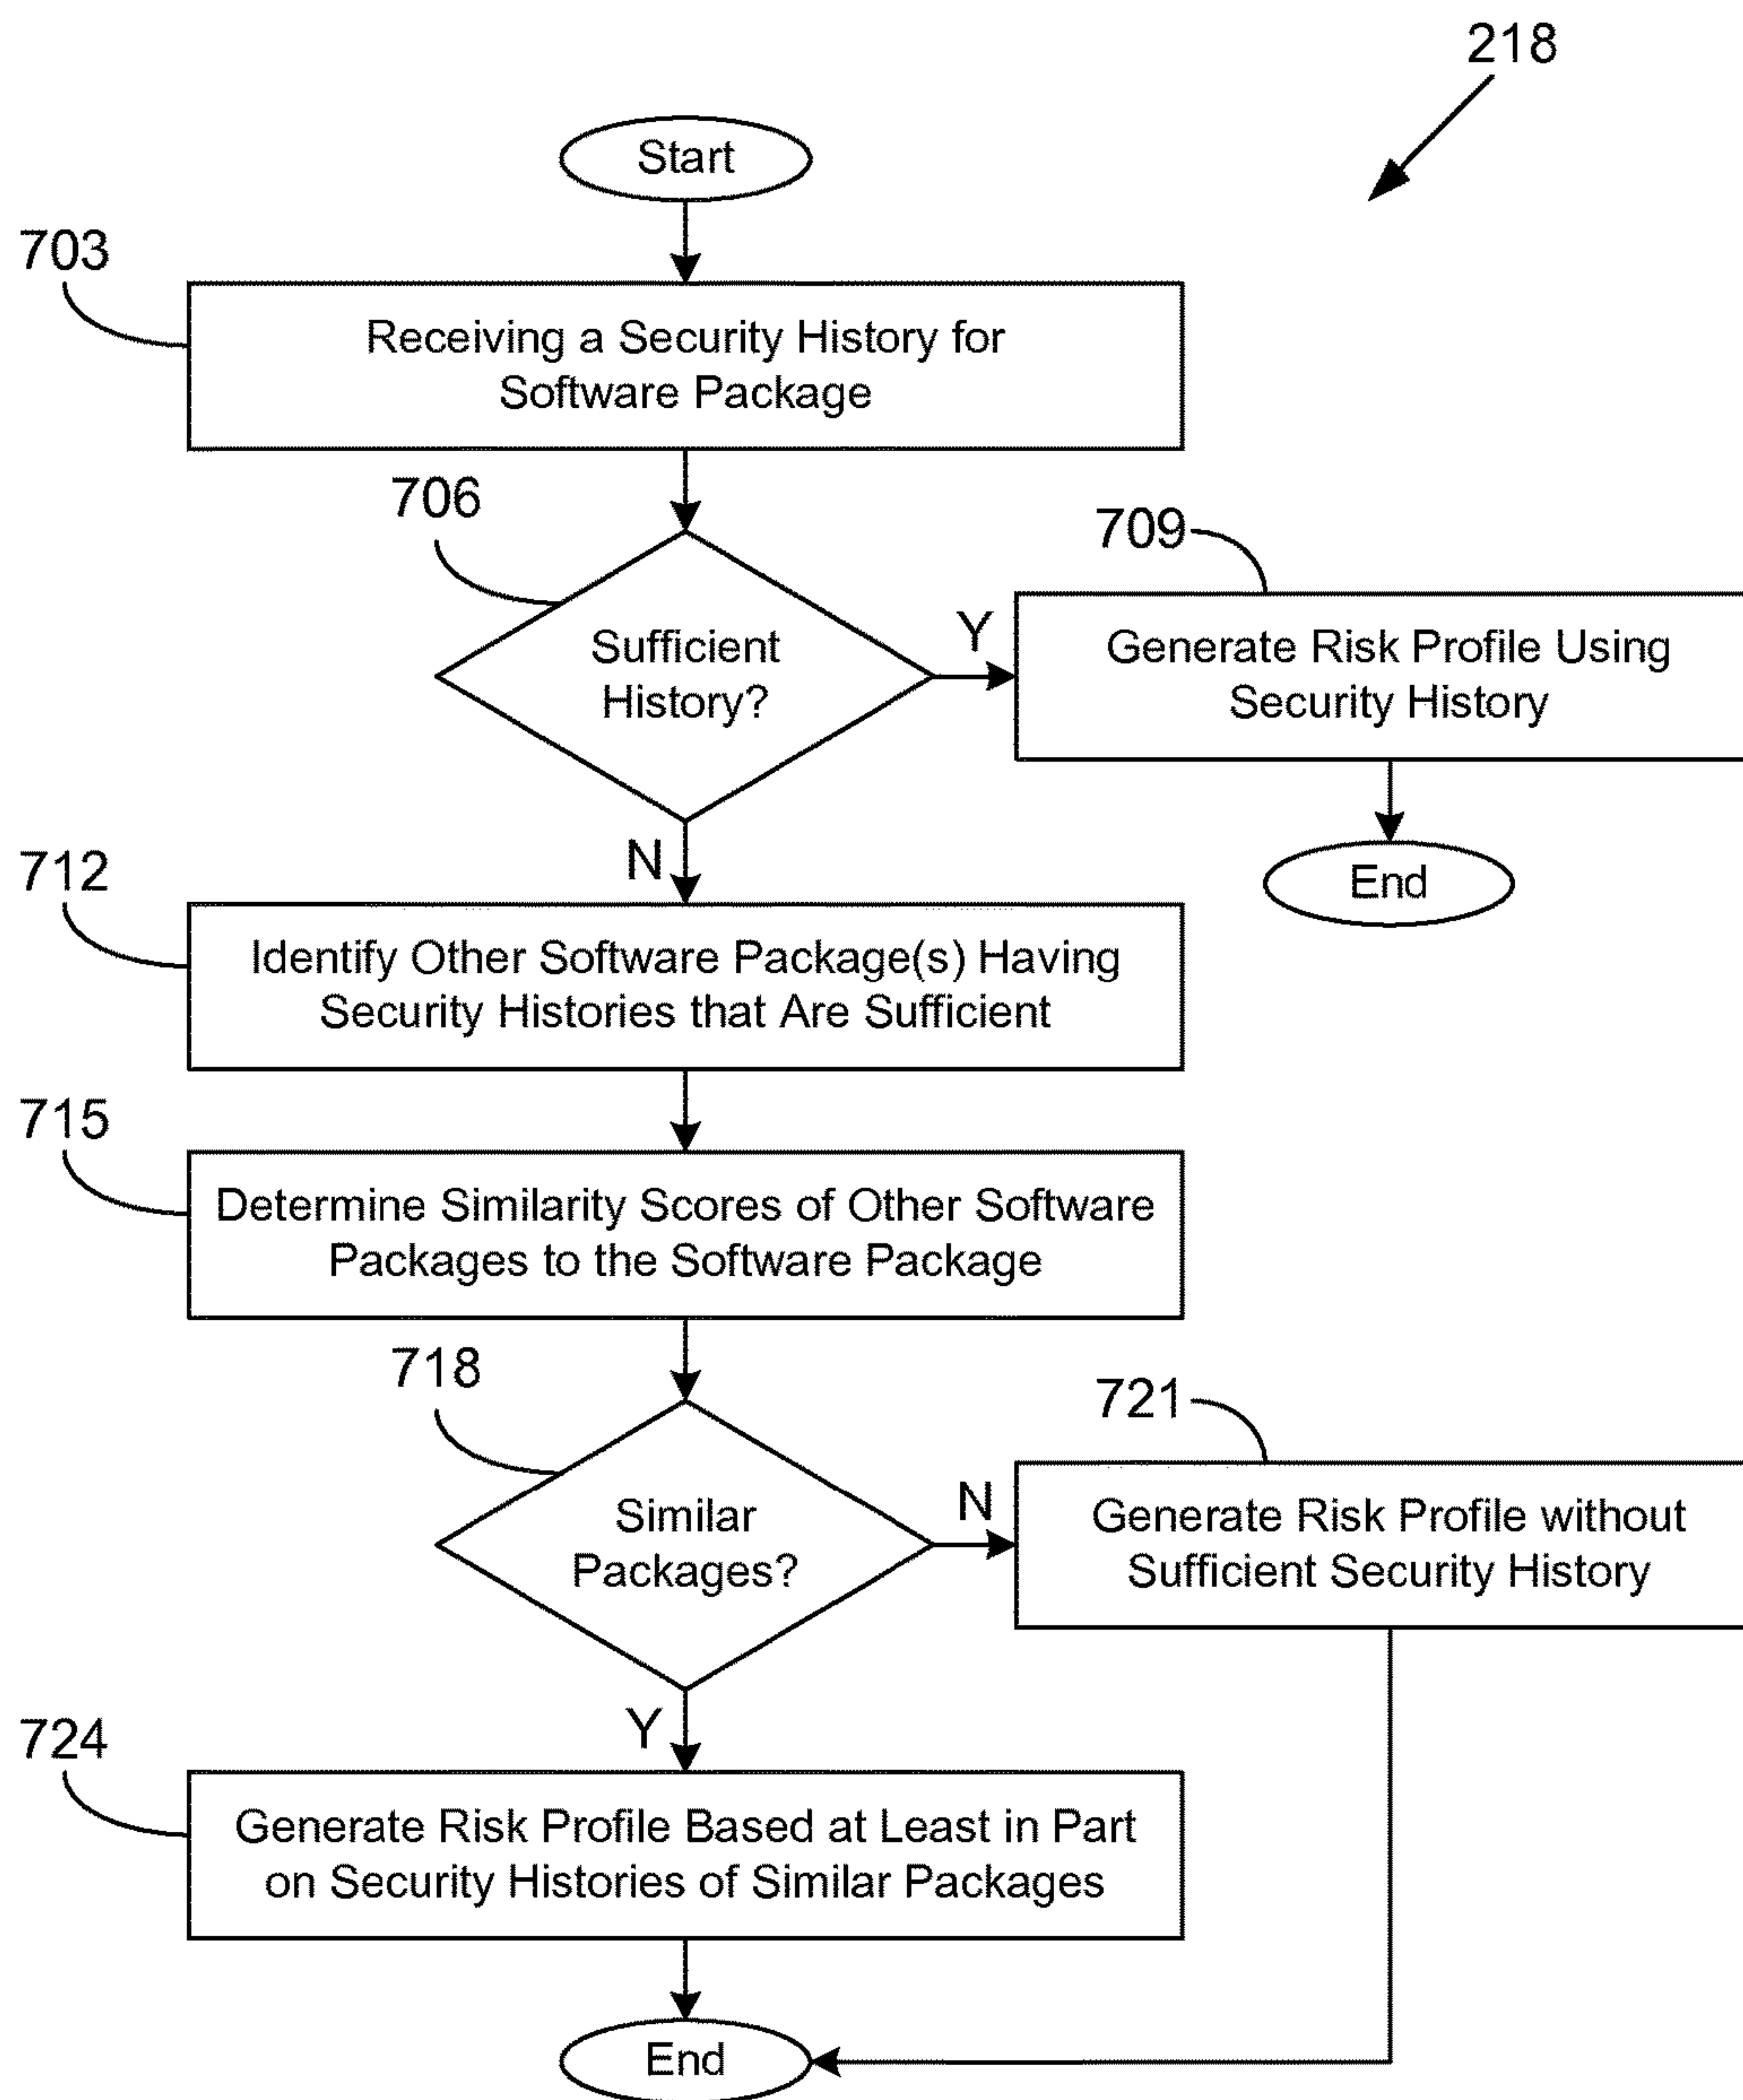 218
Start
703
Receiving a Security History for
Software Package
706
Sufficient
History?
Y
709
Generate Risk Profile Using
Security History
End
N
712
Identify Other Software Package(s) Having
Security Histories that Are Sufficient
715
Determine Similarity Scores of Other Software
Packages to the Software Package
718
Similar
Packages?
N
721
Generate Risk Profile without
Sufficient Security History
Y
724
Generate Risk Profile Based at Least in Part
on Security Histories of Similar Packages
End